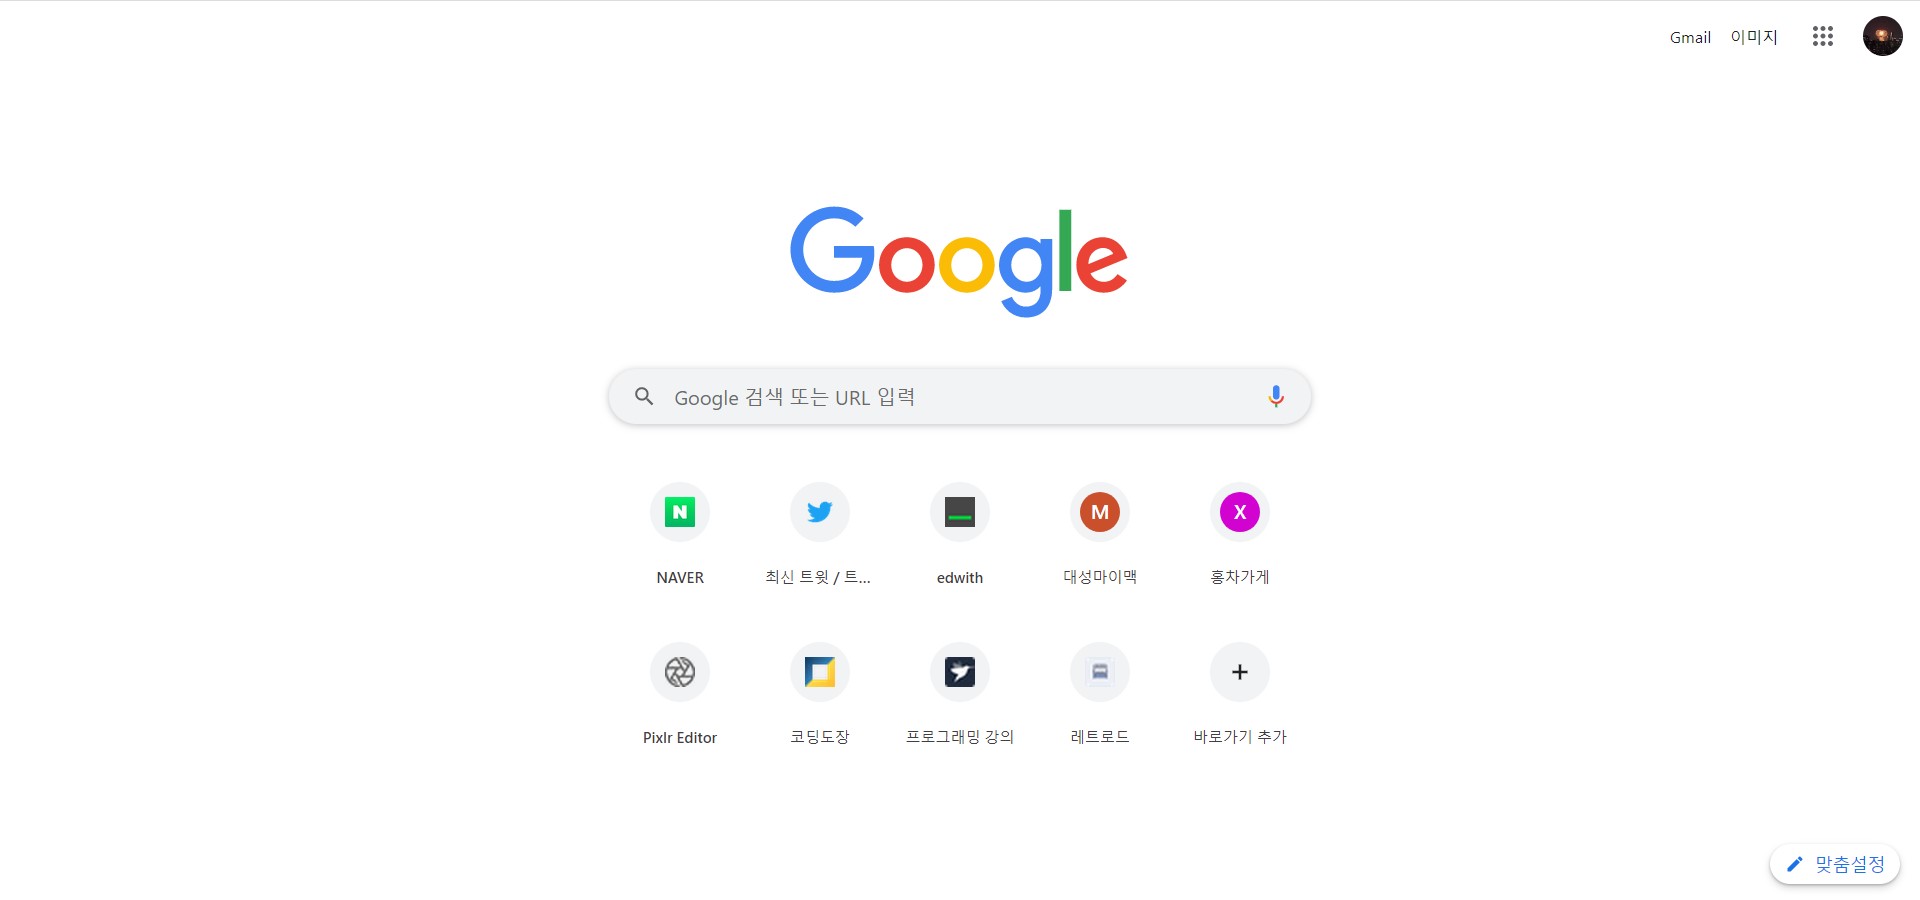 Gmail 이미지
Google
Google 검색 또는 URL 입력
N M X
NAVER 최신 트윗 / 트... edwith 대성마이맥 홍차가게
Pixlr Editor 코딩도장 프로그래밍 강의 레트로드 바로가기 추가
맞춤설정